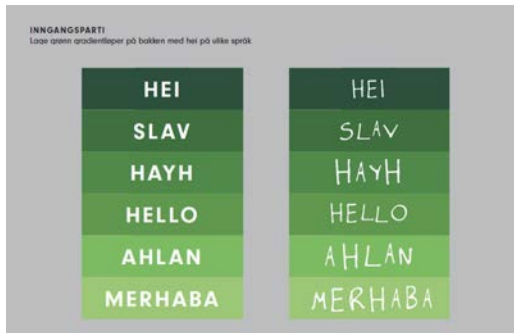 INNGANGSPARTI
Lage grønn gradientløper på bakken med hei på ulike språk
HEI
SLAV
HAYH
HELLO
AHLAN
MERHABA
HEI
SLAV
HAYH
HELLO
AHLAN
MERHABA